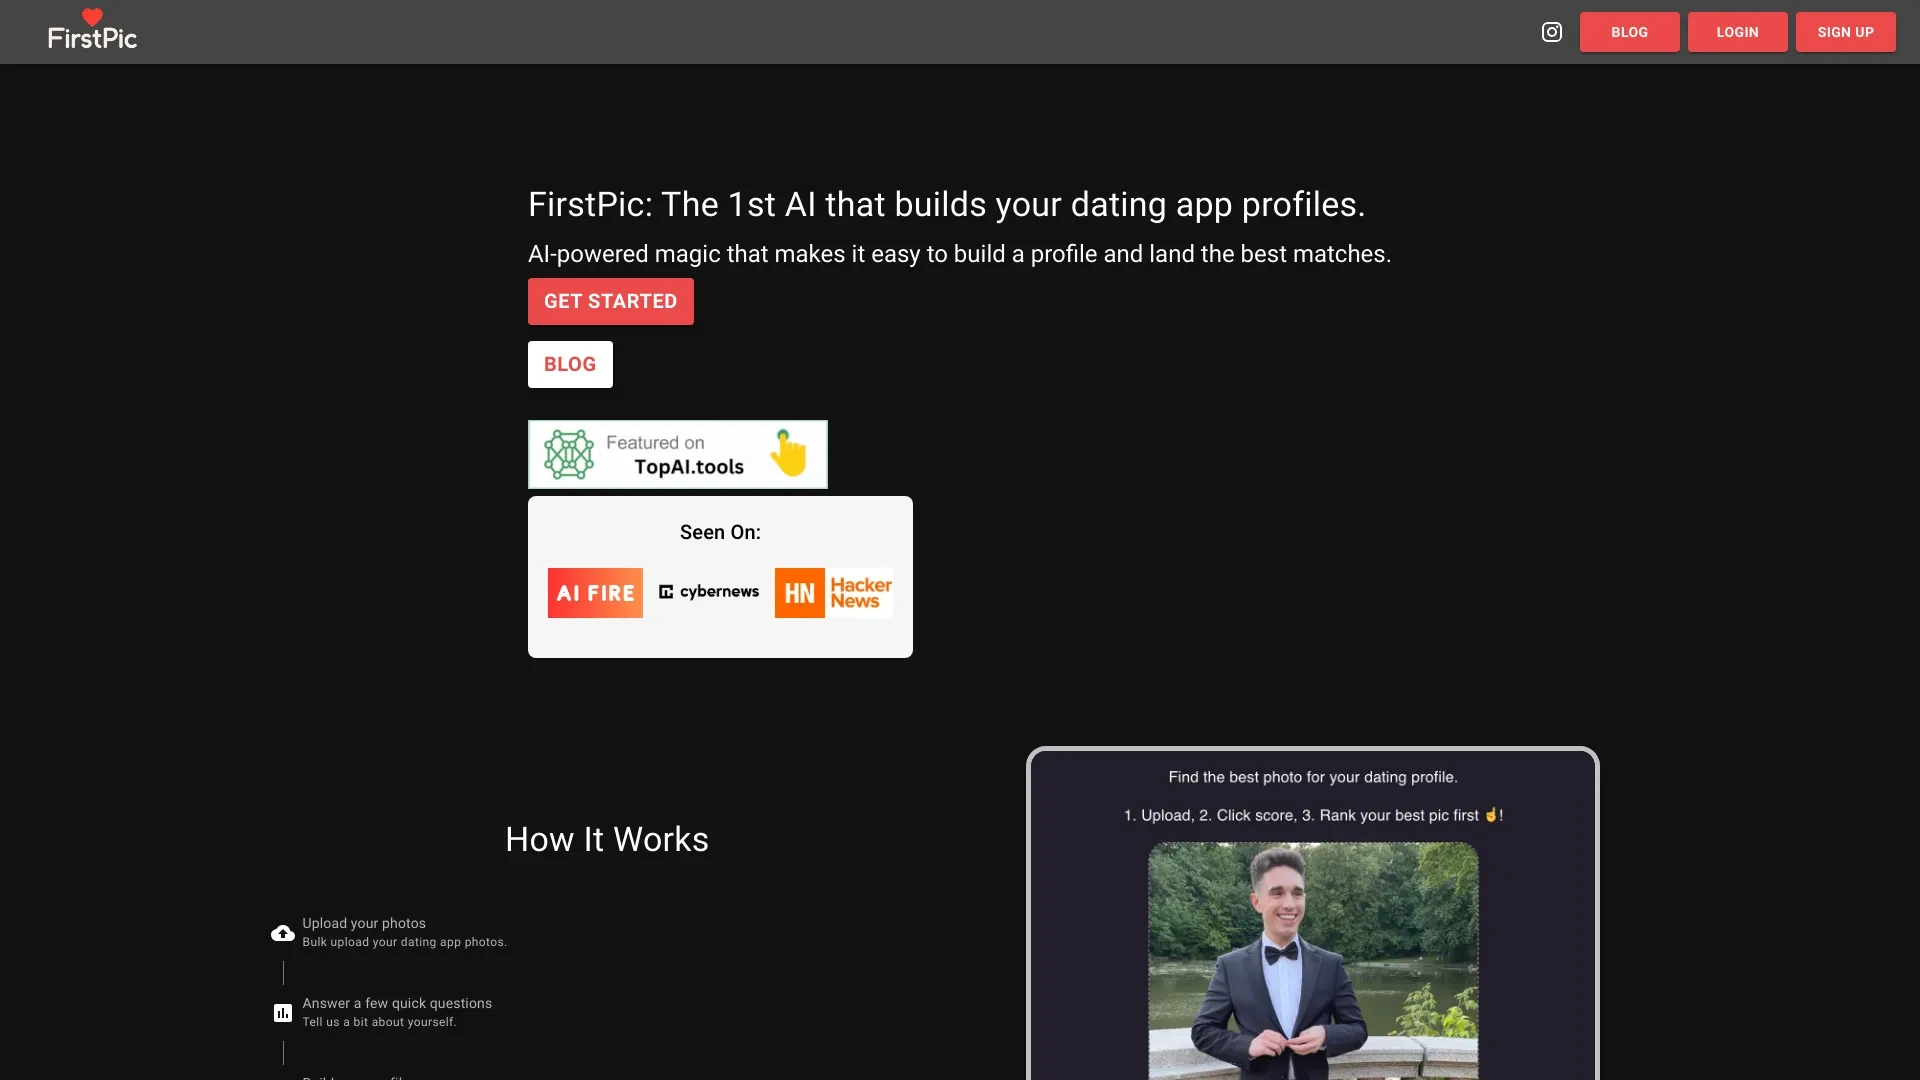 FirstPic
BLOG
LOGIN
SIGN UP
FirstPic: The 1st AI that builds your dating app profiles.
AI-powered magic that makes it easy to build a profile and land the best matches.
GET STARTED
BLOG
Featured on
TopAI.tools
Seen On:
AI FIRE
cybernews
HN
Hacker
News
Find the best photo for your dating profile.
1. Upload, 2. Click score, 3. Rank your best pic first ☝️!
How It Works
Upload your photos
Bulk upload your dating app photos.
Answer a few quick questions
Tell us a bit about yourself.